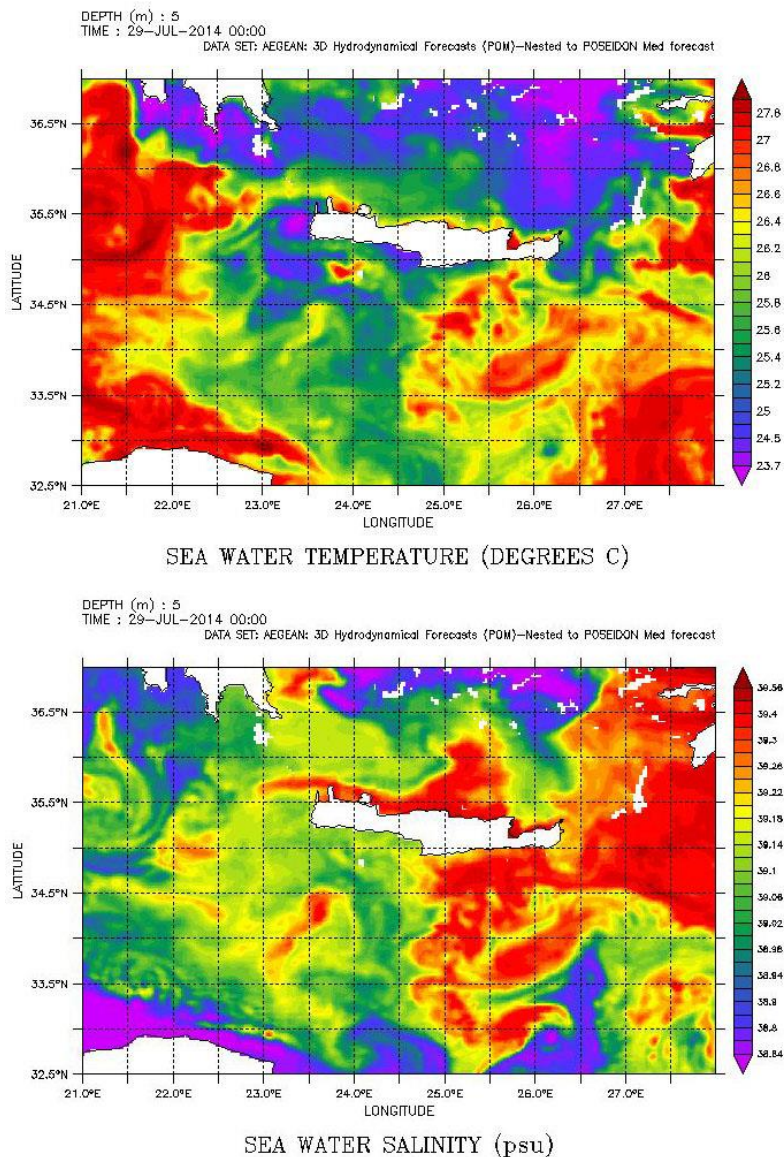 DEPTH (m) : 5
TIME : 29-JUL-2014 00:00
DATA SET: AEGEAN: 3D Hydrodynamical Forecasts (POM)-Nested to POSEIDON Med forecast
36.5°N
35.5°N
34.5°N
33.5°N
32.5°N
LATITUDE
21.0°E 22.0°E 23.0°E 24.0°E 25.0°E 26.0°E 27.0°E
LONGITUDE
27.8
27
26.6
26.4
26.2
26
25.8
25.6
25.4
25.2
25
24.5
23.7
SEA WATER TEMPERATURE (DEGREES C)
DEPTH (m) : 5
TIME : 29-JUL-2014 00:00
DATA SET: AEGEAN: 3D Hydrodynamical Forecasts (POM)-Nested to POSEIDON Med forecast
36.5°N
35.5°N
34.5°N
33.5°N
32.5°N
LATITUDE
21.0°E 22.0°E 23.0°E 24.0°E 25.0°E 26.0°E 27.0°E
LONGITUDE
39.56
39.4
39.3
39.26
39.22
39.18
39.14
39.1
39.06
39.02
38.98
38.94
38.9
38.8
SEA WATER SALINITY (psu)